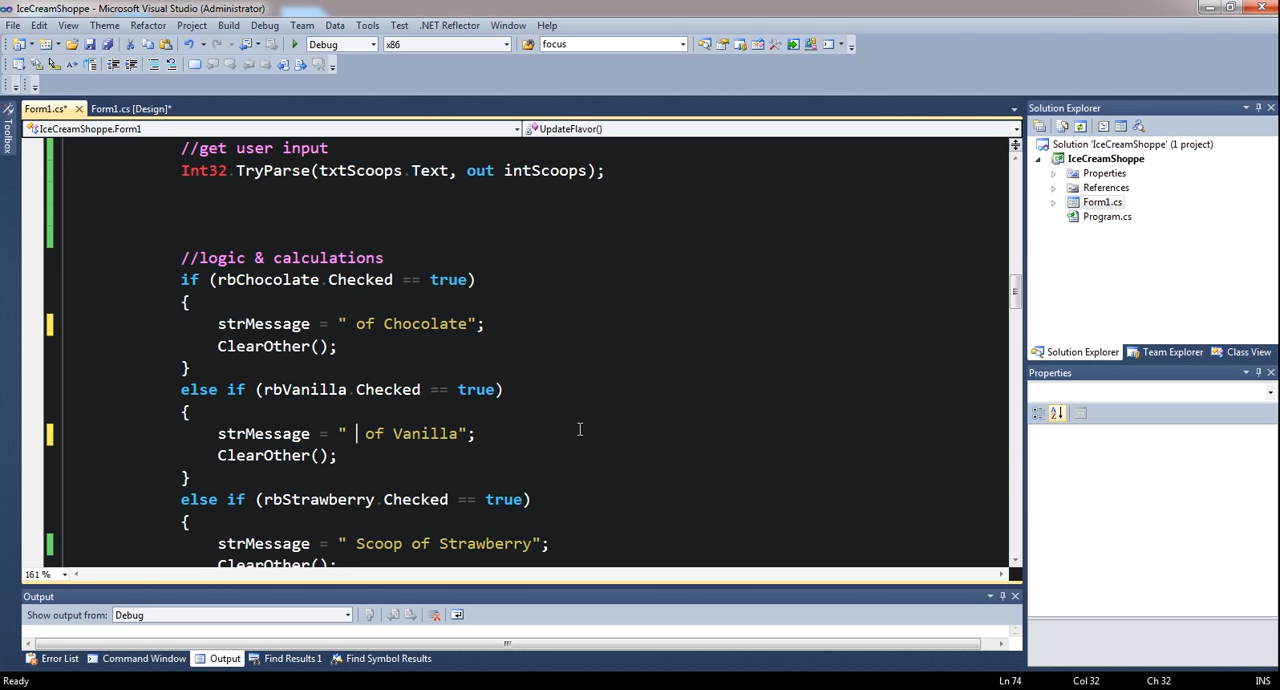 IceCreamShoppe - Microsoft Visual Studio (Administrator)
File Edit View Theme Refactor Project Build Debug Team Data Tools Test .NET Reflector Window Help
Debug x86 focus
Form1.cs* Form1.cs [Design]*
IceCreamShoppe.Form1 UpdateFlavor()
//get user input
Int32.TryParse(txtScoops.Text, out intScoops);
//logic & calculations
if (rbChocolate.Checked == true)
{
strMessage = " of Chocolate";
ClearOther();
}
else if (rbVanilla.Checked == true)
{
strMessage = "  of Vanilla";
ClearOther();
}
else if (rbStrawberry.Checked == true)
{
strMessage = " Scoop of Strawberry";
ClearOther();
161 %
Toolbox
Solution Explorer
Solution 'IceCreamShoppe' (1 project)
IceCreamShoppe
Properties
References
Form1.cs
Program.cs
Solution Explorer Team Explorer Class View
Properties
Output
Show output from: Debug
Error List Command Window Output Find Results 1 Find Symbol Results
Ready Ln 74 Col 32 Ch 32 INS